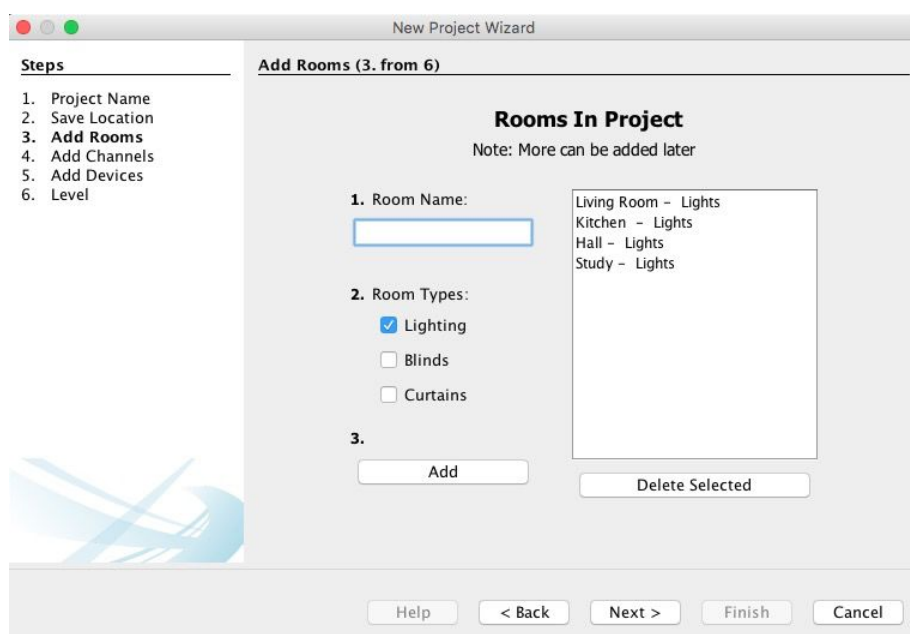 New Project Wizard
Steps
1. Project Name
2. Save Location
3. Add Rooms
4. Add Channels
5. Add Devices
6. Level
Add Rooms (3. from 6)
Rooms In Project
Note: More can be added later
1. Room Name:
2. Room Types:
Lighting
Blinds
Curtains
3.
Add
Living Room – Lights
Kitchen – Lights
Hall – Lights
Study – Lights
Delete Selected
Help
< Back
Next >
Finish
Cancel